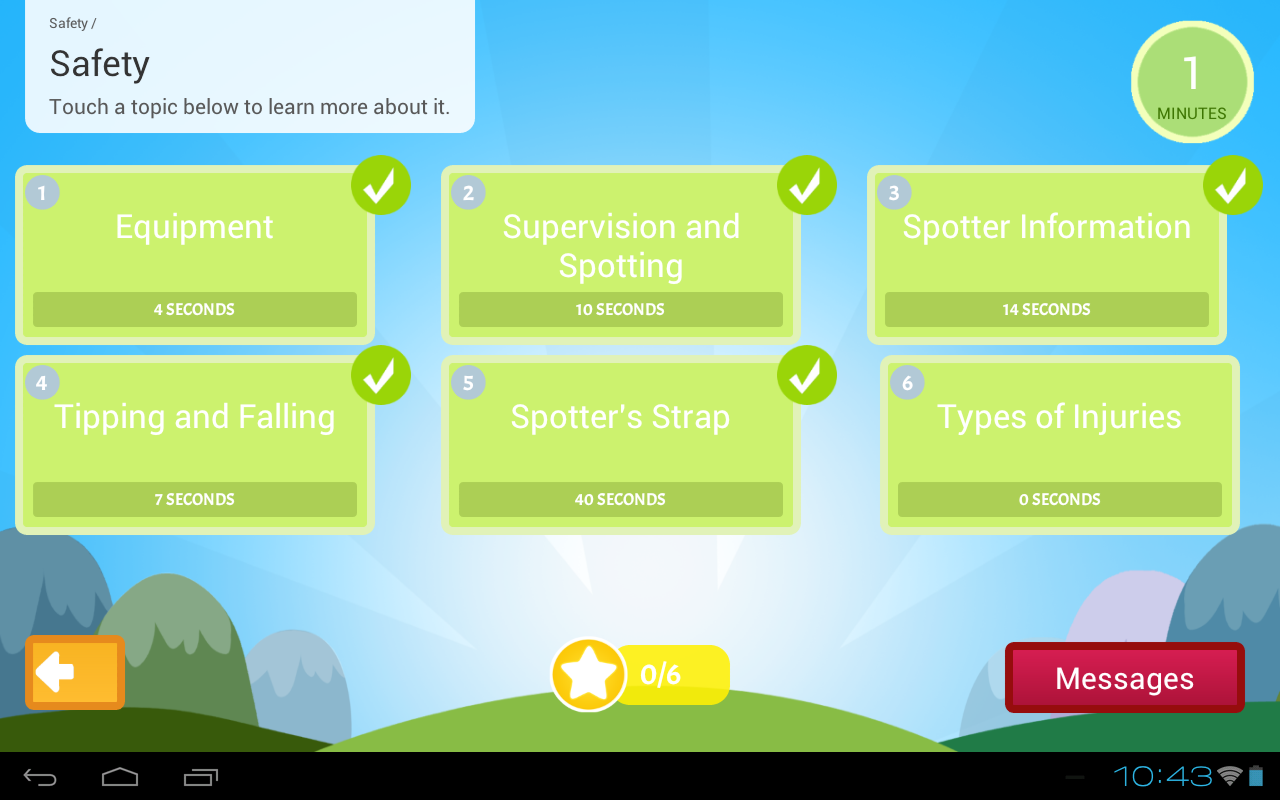 Safety /
Safety
Touch a topic below to learn more about it.
1
MINUTES
1
Equipment
4 SECONDS
2
Supervision and
Spotting
10 SECONDS
3
Spotter Information
14 SECONDS
4
Tipping and Falling
7 SECONDS
5
Spotter's Strap
40 SECONDS
6
Types of Injuries
0 SECONDS
0/6
Messages
10:43